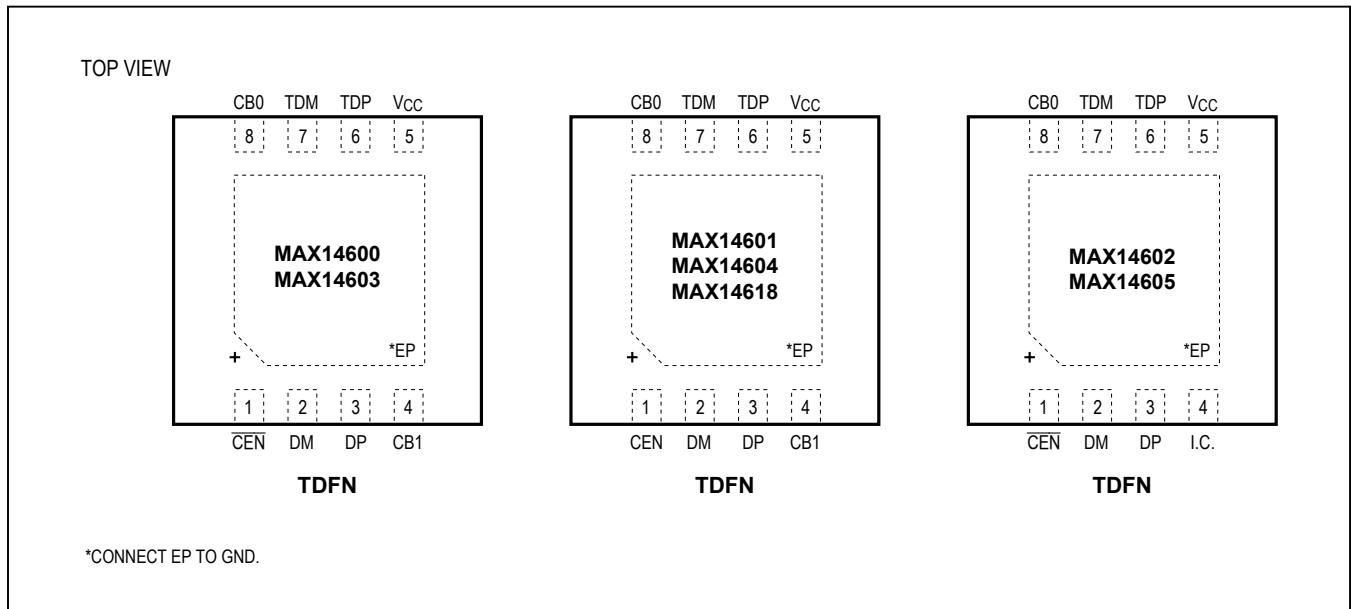 TOP VIEW
CB0 TDM TDP VCC
8 7 6 5
MAX14600
MAX14603
+ *EP
1 2 3 4
C̅E̅N̅ DM DP CB1
TDFN
CB0 TDM TDP VCC
8 7 6 5
MAX14601
MAX14604
MAX14618
+ *EP
1 2 3 4
CEN DM DP CB1
TDFN
CB0 TDM TDP VCC
8 7 6 5
MAX14602
MAX14605
+ *EP
1 2 3 4
C̅E̅N̅ DM DP I.C.
TDFN
*CONNECT EP TO GND.